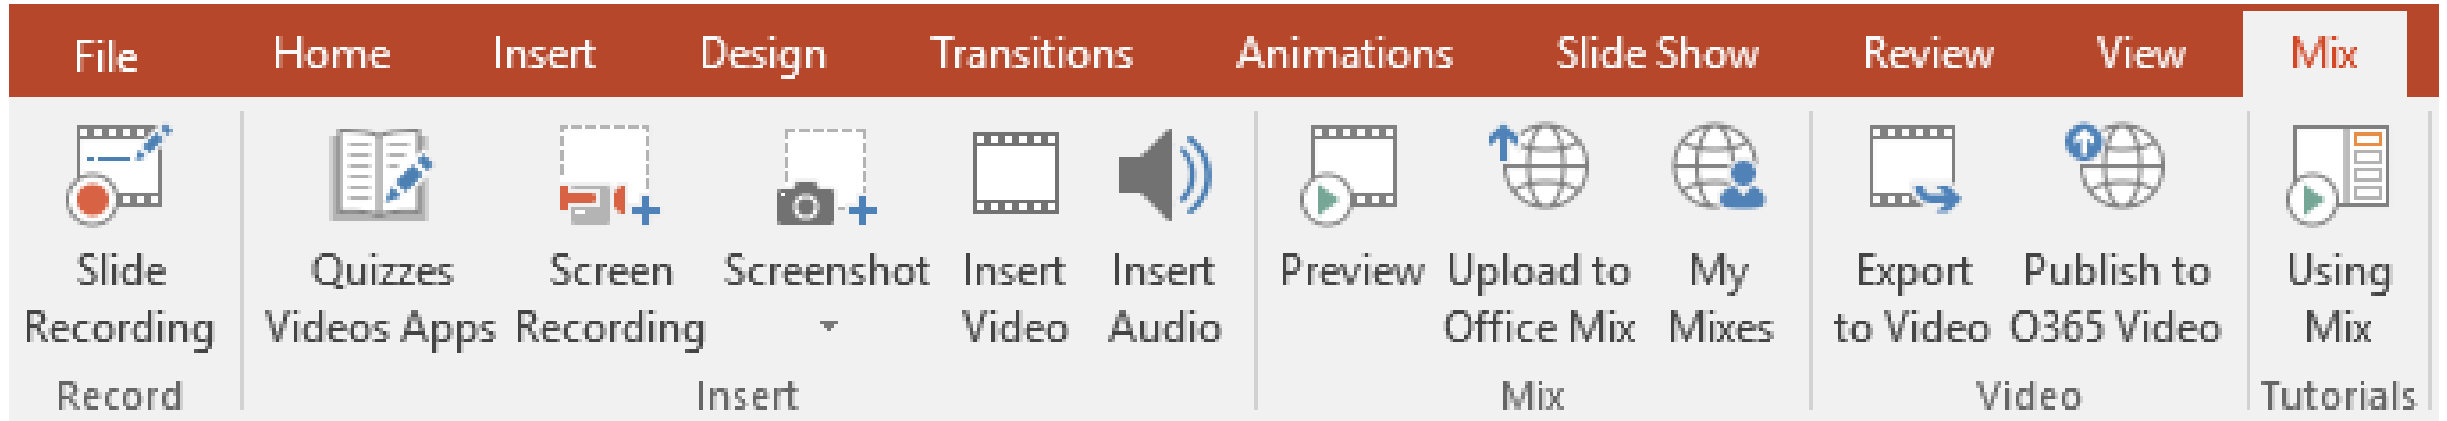 File Home Insert Design Transitions Animations Slide Show Review View Mix
Slide Quizzes Screen Screenshot Insert Insert Preview Upload to My Export Publish to Using
Recording Videos Apps Recording Video Audio Office Mix Mixes to Video O365 Video Mix
Record Insert Mix Video Tutorials